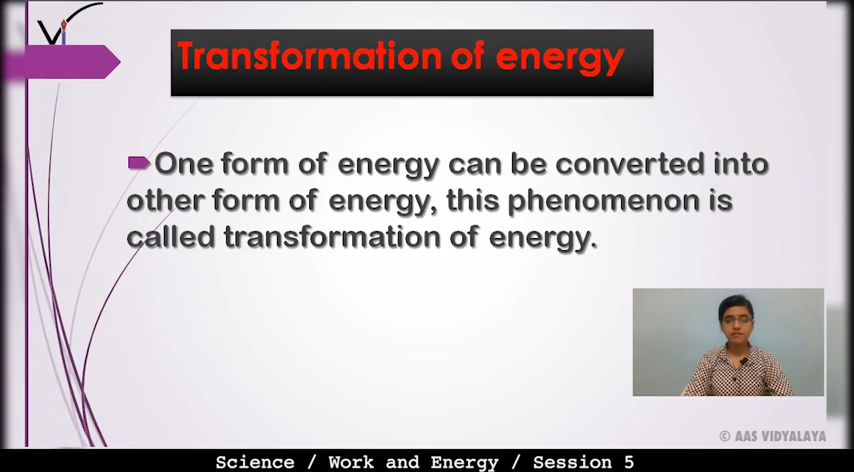 Vi
Transformation of energy
One form of energy can be converted into
other form of energy, this phenomenon is
called transformation of energy.
© AAS VIDYALAYA
Science / Work and Energy / Session 5